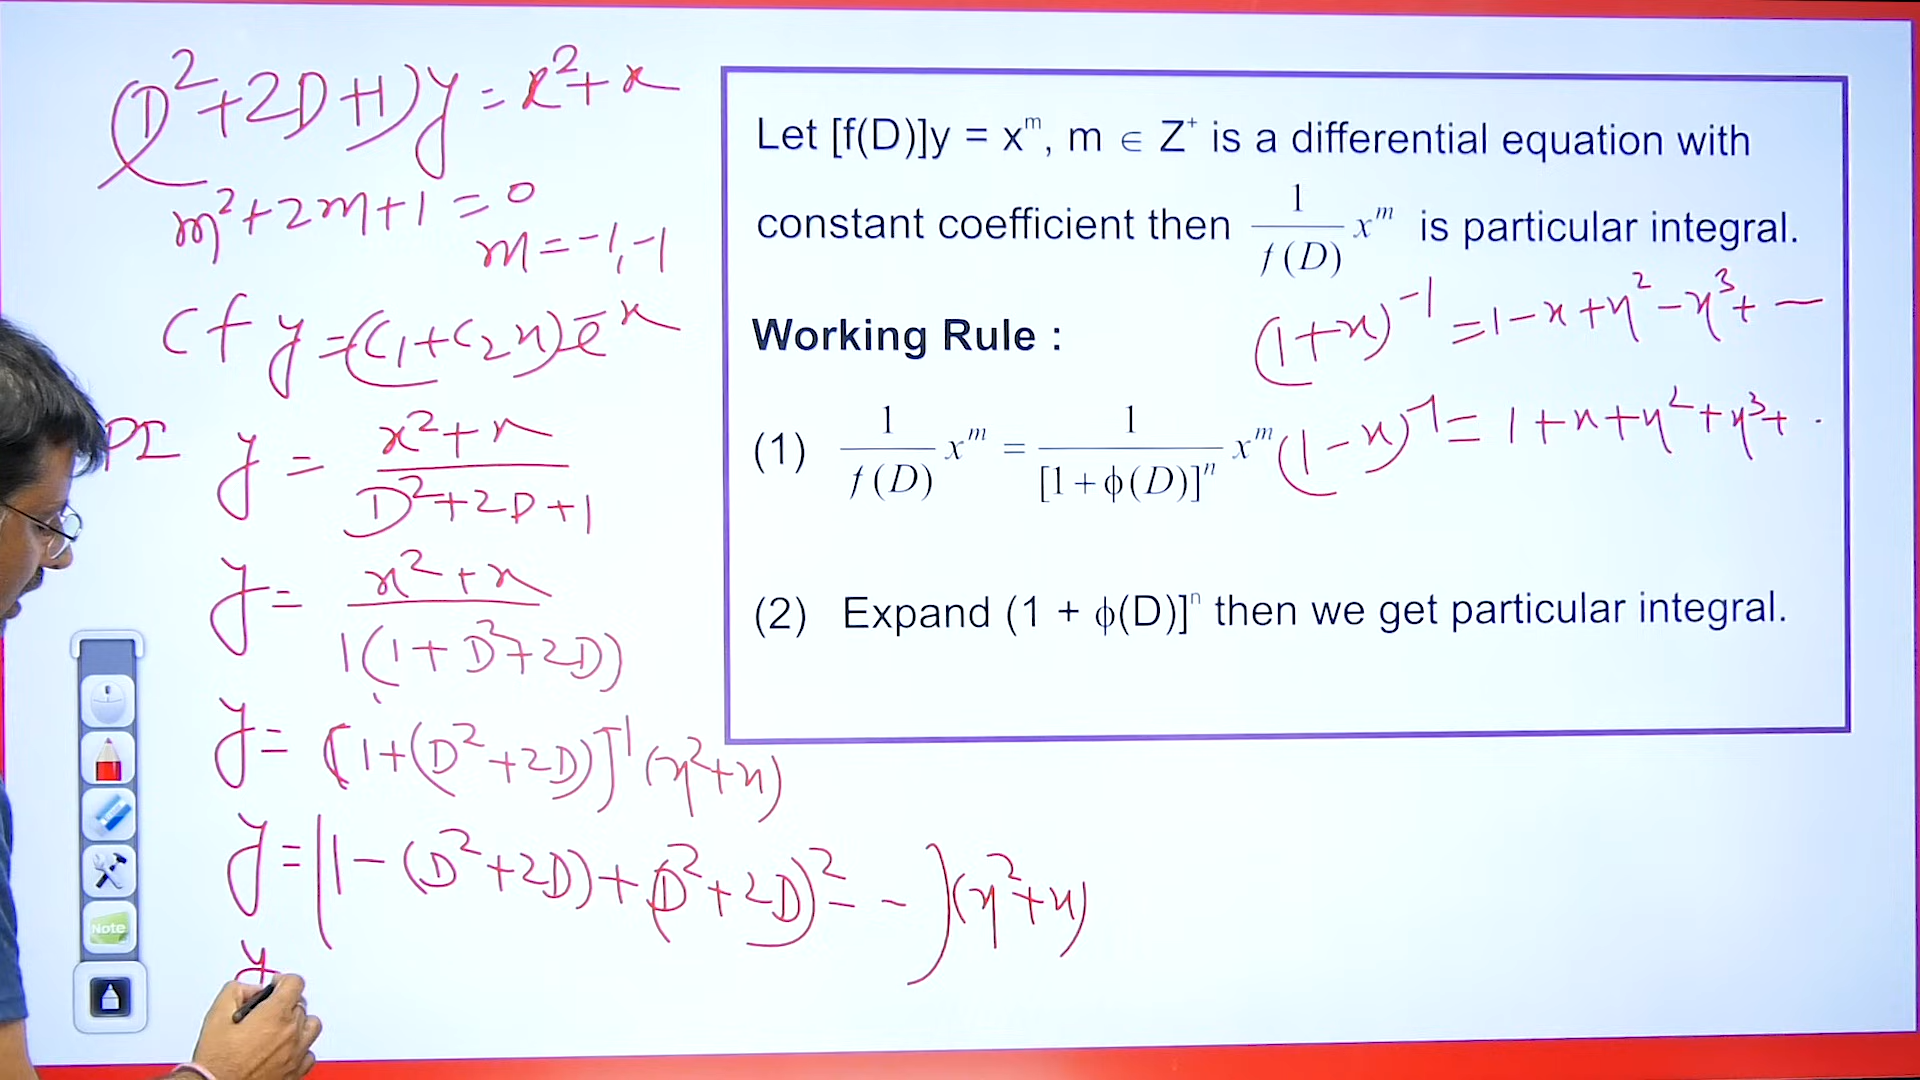 (D²+2D+1)y = x²+x
m²+2m+1 = 0
m = -1, -1
CF y = (C₁+C₂x)e⁻ˣ
PI y = (x²+x)/(D²+2D+1)
y = (x²+x)/(1(1+D²+2D))
y = [1+(D²+2D)]⁻¹ (x²+x)
y = [1-(D²+2D)+(D²+2D)²- -](x²+x)
y
Let [f(D)]y = xᵐ, m ∈ Z⁺ is a differential equation with
constant coefficient then 1/f(D) xᵐ is particular integral.
Working Rule :
(1+x)⁻¹ = 1-x+x²-x³+ —
(1) 1/f(D) xᵐ = 1/[1+ϕ(D)]ⁿ xᵐ
(1-x)⁻¹ = 1+x+x²+x³+ .
(2) Expand (1 + ϕ(D)]ⁿ then we get particular integral.
Note